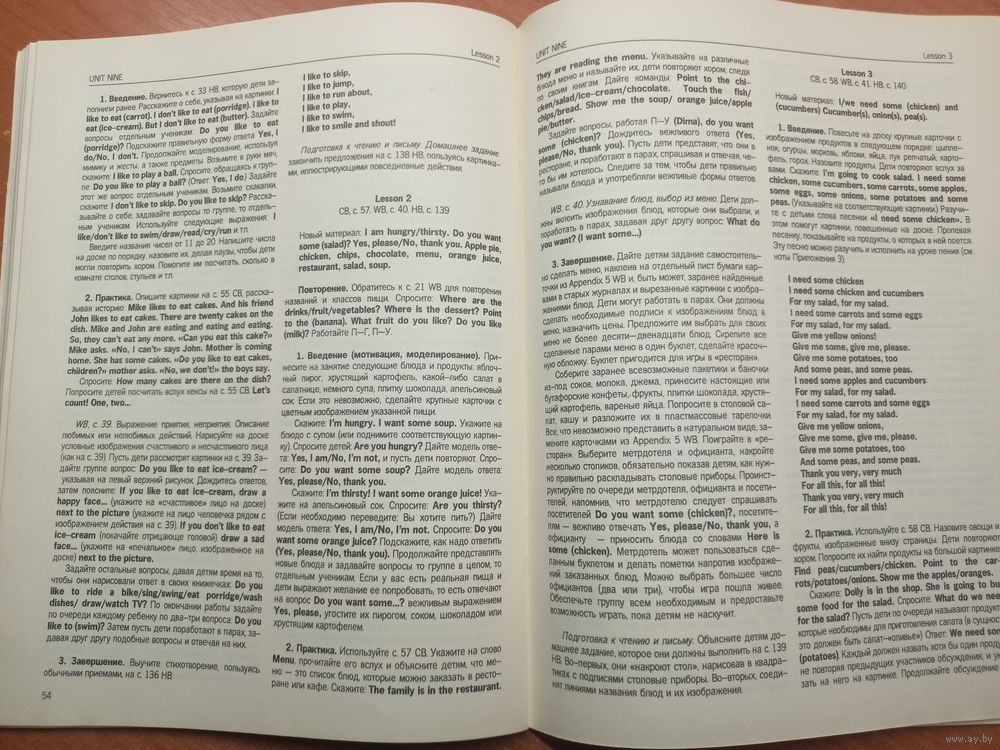 UNIT NINE
Lesson 2
1. Введение. Вернитесь к с. 33 НВ, которую дети за-
полнили ранее. Расскажите о себе, указывая на картинки: I
like to eat (carrot). I don't like to eat (porridge). I like to
eat (ice–cream). But I don't like to eat (butter). Задайте
вопросы отдельным ученикам: Do you like to eat
(porridge)? Подскажите правильную форму ответа: Yes, I
do/No, I don't. Продолжайте моделирование, используя
мимику и жесты, а также предметы. Возьмите в руки мяч,
скажите: I like to play a ball. Спросите, обращаясь к груп-
пе: Do you like to play a ball? (Ответ: Yes, I do.) Задайте
этот же вопрос отдельным ученикам. Возьмите скакалки,
скажите: I don't like to skip. Do you like to skip? Расска-
зывайте о себе, задавайте вопросы то группе, то отдель-
ным ученикам. Используйте следующие выражения: I
like/don't like to swim/draw/read/cry/run и т.п.
Введите названия чисел от 11 до 20. Напишите числа
на доске по порядку, назовите их, делая паузы, чтобы дети
могли повторить хором. Помогите им посчитать, сколько в
комнате столов, стульев и т.п.
2. Практика. Опишите картинки на с. 55 СВ, расска-
зывая историю: Mike likes to eat cakes. And his friend
John likes to eat cakes. There are twenty cakes on the
dish. Mike and John are eating and eating and eating.
So, they can't eat any more. «Can you eat this cake?»
Mike asks. «No, I can't» says John. Mother is coming
home. She has some cakes. «Do you like to eat cakes,
children?» mother asks. «No, we don't!» the boys say.
Спросите: How many cakes are there on the dish?
Попросите детей посчитать вслух кексы на с. 55 СВ: Let's
count! One, two...
WB, с. 39. Выражение приятия, неприятия. Описание
любимых или нелюбимых действий. Нарисуйте на доске
условные изображения счастливого и несчастливого лица
(как на с. 39). Пусть дети рассмотрят картинки на с. 39. За-
дайте группе вопрос: Do you like to eat ice–cream? —
указывая на левый верхний рисунок. Дождитесь ответов,
затем поясните: If you like to eat ice–cream, draw a
happy face... (укажите на «счастливое» лицо на доске)
next to the picture (укажите на лицо человечка рядом с
изображением действия на с. 39). If you don't like to eat
ice–cream (покачайте отрицающе головой) draw a sad
face... (укажите на «печальное» лицо, изображенное на
доске) next to the picture.
Задайте остальные вопросы, давая детям время на то,
чтобы они нарисовали ответ в своих книжечках: Do you
like to ride a bike/sing/swing/eat porridge/wash
dishes/ draw/watch TV? По окончании работы задайте
по очереди каждому ребенку по два–три вопроса: Do you
like to (swim)? Затем пусть дети поработают в парах, за-
давая друг другу подобные вопросы и отвечая на них.
3. Завершение. Выучите стихотворение, пользуясь
обычными приемами, на с. 136 НВ.
54
I like to skip,
I like to jump,
I like to run about,
I like to play,
I like to swim,
I like to smile and shout!
Подготовка к чтению и письму. Домашнее задание:
закончить предложения на с. 138 НВ, пользуясь картинка-
ми, иллюстрирующими повседневные действия.
Lesson 2
СВ, с. 57. WB, с. 40. НВ, с. 139
Новый материал: I am hungry/thirsty. Do you want
some (salad)? Yes, please/No, thank you. Apple pie,
chicken, chips, chocolate, menu, orange juice,
restaurant, salad, soup.
Повторение. Обратитесь к с. 21 WB для повторения
названий и классов пищи. Спросите: Where are the
drinks/fruit/vegetables? Where is the dessert? Point
to the (banana). What fruit do you like? Do you like
(milk)? Работайте П—Г, П—У.
1. Введение (мотивация, моделирование). При-
несите на занятие следующие блюда и продукты: яблоч-
ный пирог, хрустящий картофель, какой–либо салат в
салатнице, немного супа, плитку шоколада, апельсиновый
сок. Если это невозможно, сделайте крупные карточки с
цветным изображением указанной пищи.
Скажите: I'm hungry. I want some soup. Укажите на
блюдо с супом (или поднимите соответствующую картин-
ку). Спросите детей: Are you hungry? Дайте модель отве-
та: Yes, I am/No, I'm not, и пусть дети повторяют. Спро-
сите: Do you want some soup? Дайте модель ответа:
Yes, please/No, thank you.
Скажите: I'm thirsty! I want some orange juice! Ука-
жите на апельсиновый сок. Спросите: Are you thirsty?
(Если необходимо переведите: Вы хотите пить?) Дайте
модель ответа: Yes, I am/No, I'm not. Спросите: Do you
want some orange juice? Подскажите, как надо ответить
(Yes, please/No, thank you). Продолжайте представлять
новые блюда и задавайте вопросы то группе в целом, то
отдельным ученикам. Если у вас есть реальная пища и
дети выражают желание ее попробовать, то есть отвечают
на вопрос Do you want some...? вежливым выражением
Yes, please, угостите их пирогом, соком, шоколадом или
хрустящим картофелем.
2. Практика. Используйте с. 57 СВ. Укажите на слово
Menu, прочитайте его вслух и объясните детям, что ме-
ню — это список блюд, которые можно заказать в ресто-
ране или кафе. Скажите: The family is in the restaurant.
UNIT NINE
Lesson 3
They are reading the menu. Указывайте на различные
блюда меню и называйте их, дети повторяют хором, следя
по своим книгам. Дайте команды: Point to the chi-
cken/salad/ice–cream/chocolate. Touch the fish/
chips/bread. Show me the soup/ orange juice/apple
pie/butter.
Задайте вопросы, работая П—У: (Dima), do you want
some (chicken)? Дождитесь вежливого ответа (Yes,
please/No, thank you). Пусть дети представят, что они в
ресторане, и поработают в парах, спрашивая и отвечая, че-
го бы им хотелось. Следите за тем, чтобы дети правильно
называли блюда и употребляли вежливые формы ответов.
WB, с. 40. Узнавание блюд, выбор из меню. Дети дол-
жны вклеить изображения блюд, которые они выбрали, и
поработать в парах, задавая друг другу вопрос: What do
you want? (I want some...)
3. Завершение. Дайте детям задание самостоятель-
но сделать меню, наклеив на отдельный лист бумаги кар-
точки из Appendix 5 WB и, быть может, заранее найденные
вами в старых журналах и вырезанные картинки с изобра-
жениями блюд. Дети могут работать в парах. Они должны
сделать необходимые подписи к изображениям блюд в
меню, назначить цены. Предложите им выбрать для своих
меню не более десяти—двенадцати блюд. Скрепите все
сделанные парами меню в один буклет, сделайте красоч-
ную обложку. Буклет пригодится для игры в «ресторан».
Соберите заранее всевозможные пакетики и баночки
из–под соков, молока, джема, принесите настоящие или
бутафорские конфеты, фрукты, плитки шоколада, хрустя-
щий картофель, вареные яйца. Попросите в столовой са-
лат, кашу и разложите их в пластмассовые тарелочки.
Все, что невозможно представить в натуральном виде, за-
мените карточками из Appendix 5 WB. Поиграйте в «ре-
сторан». Выберите метрдотеля и официанта, накройте
несколько столиков, обязательно показав детям, как нуж-
но правильно раскладывать столовые приборы. Проинст-
руктируйте по очереди метрдотеля, официанта и посети-
телей, напомнив, что метрдотелю следует спрашивать
посетителей Do you want some (chicken)?, посетите-
лям — вежливо отвечать Yes, please/No, thank you, а
официанту — приносить блюда со словами Here is
some (chicken). Метрдотель может пользоваться сде-
ланным буклетом и делать пометки напротив изображе-
ний заказанных блюд. Можно выбрать большее число
официантов (два или три), чтобы игра пошла живее.
Обеспечьте группу всем необходимым и предоставьте
возможность играть, пока детям не наскучит.
Подготовка к чтению и письму. Объясните детям до-
машнее задание, которое они должны выполнить на с. 139
НВ. Во–первых, они «накроют стол», нарисовав в квадра-
тиках с подписями столовые приборы. Во–вторых, соеди-
нят линиями названия блюд и их изображения.
Lesson 3
СВ, с. 58. WB, с. 41. НВ, с. 140
Новый материал: I/we need some (chicken) and
(cucumbers) Cucumber(s), onion(s), pea(s).
1. Введение. Повесьте на доску крупные карточки с
изображением продуктов в следующем порядке: цыпле-
нок, огурцы, морковь, яблоки, яйца, лук репчатый, карто-
фель, горох. Назовите продукты. Дети повторяют вслух за
вами. Скажите: I'm going to cook salad. I need some
chicken, some cucumbers, some carrots, some apples,
some eggs, some onions, some potatoes and some
peas. (Указывайте на соответствующие картинки.) Разучи-
те с детьми слова песенки «I need some chicken». В
этом помогут картинки, повешенные на доске. Пропевая
песенку, показывайте на продукты, о которых в ней поется.
Эту песню можно разучить и исполнить на уроке пения (см.
ноты Приложения 3).
I need some chicken
I need some chicken and cucumbers
For my salad, for my salad.
I need some carrots and some eggs
For my salad, for my salad.
Give me yellow onions!
Give me some, give me, please.
Give me some potatoes, too
And some peas, and some peas.
I need some apples and cucumbers
For my salad, for my salad.
I need some carrots and some eggs
For my salad, for my salad.
Give me yellow onions,
Give me some, give me, please.
Give me some potatoes, too
And some peas, and some peas.
Thank you very, very much
For all this, for all this!
Thank you very, very much
For all this, for all this!
2. Практика. Используйте с. 58 СВ. Назовите овощи и
фрукты, изображенные внизу страницы. Дети повторяют
хором. Попросите их найти продукты на большой картинке:
Find peas/cucumbers/chicken. Point to the car-
rots/potatoes/onions. Show me the apples/oranges.
Скажите: Dolly is in the shop. She is going to bu
some food for the salad. Спросите: What do we need
for the salad? Пусть дети по очереди называют продукт
которые необходимы для приготовления салата (в сущност
это должен быть салат–«оливье».) Ответ: We need some
(potatoes). Каждый должен назвать хотя бы один продук
не повторяя предыдущих участников обсуждения, и ук
зать на него на картинке. Продолжайте обсуждение
www.ay.by